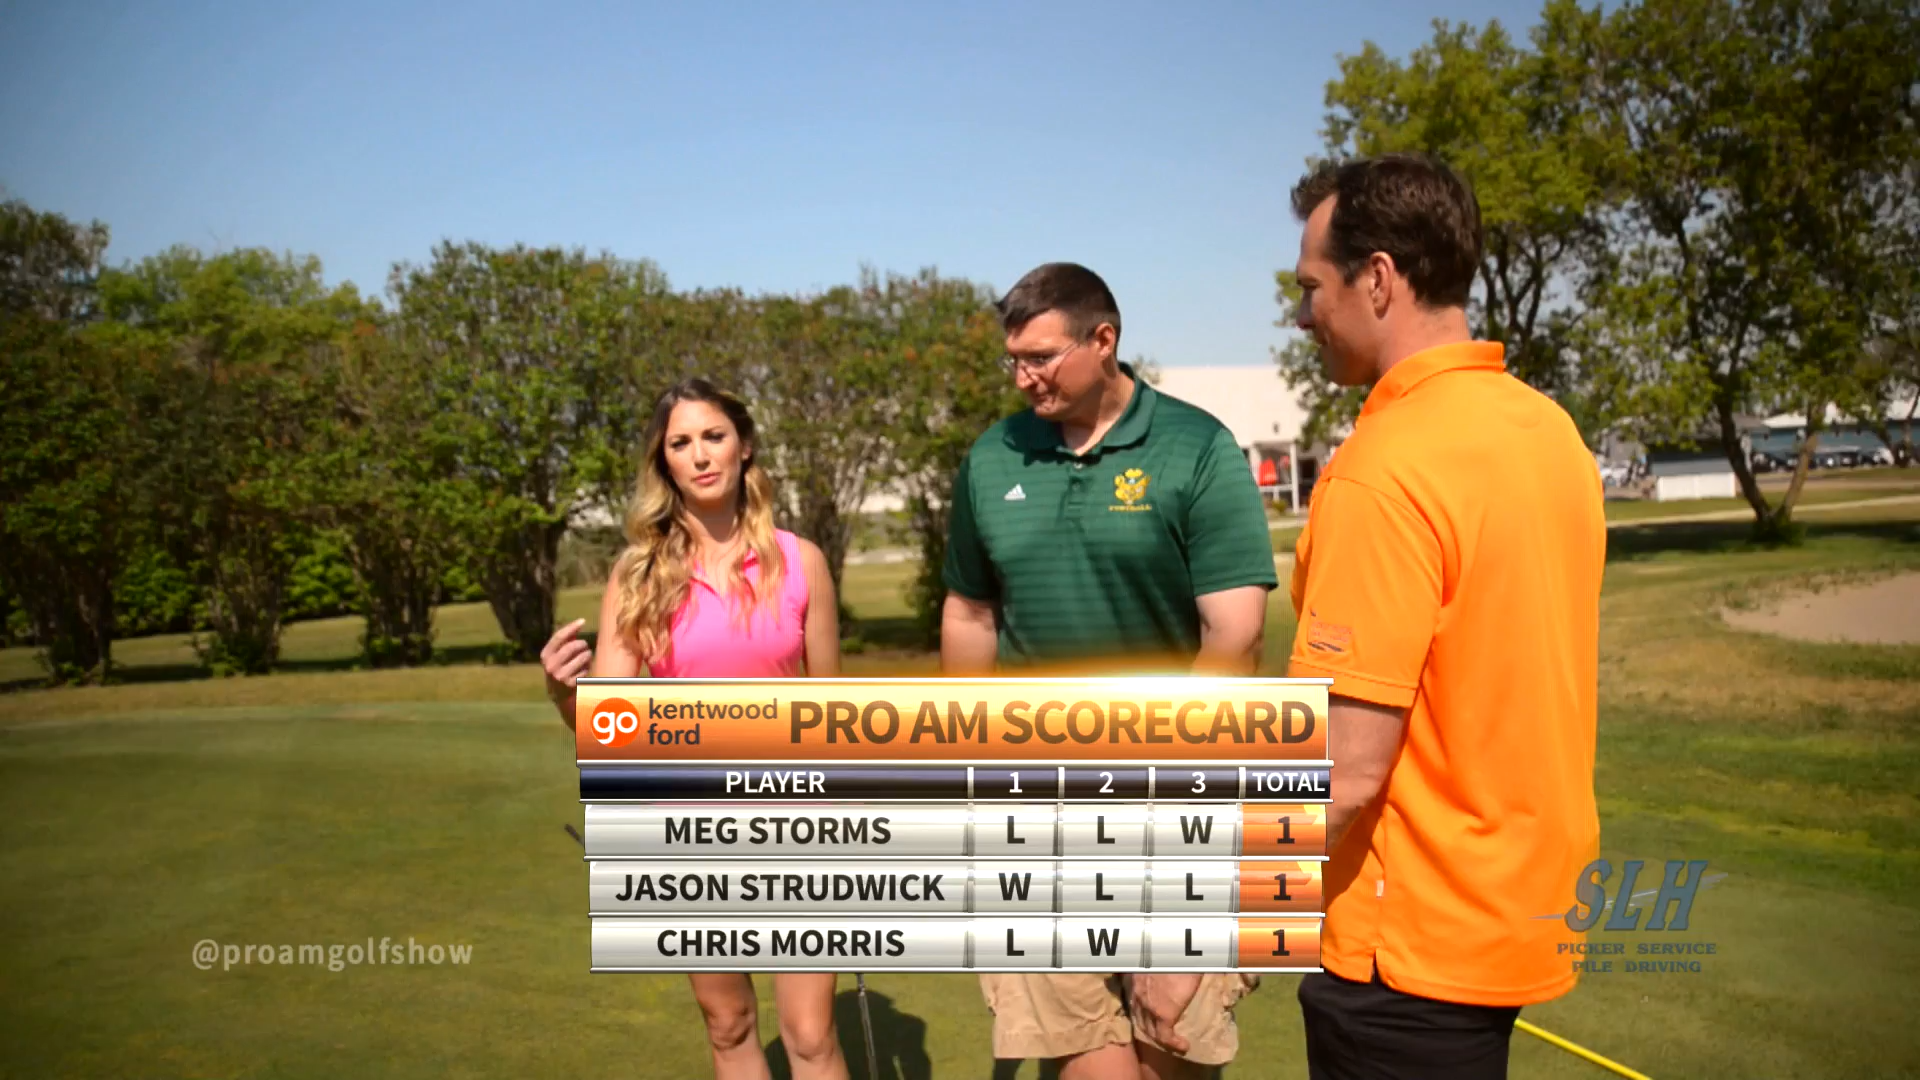 FOOTBALL
go kentwood ford PRO AM SCORECARD
PLAYER 1 2 3 TOTAL
MEG STORMS L L W 1
JASON STRUDWICK W L L 1
CHRIS MORRIS L W L 1
@proamgolfshow
SLH
PICKER SERVICE
PILE DRIVING